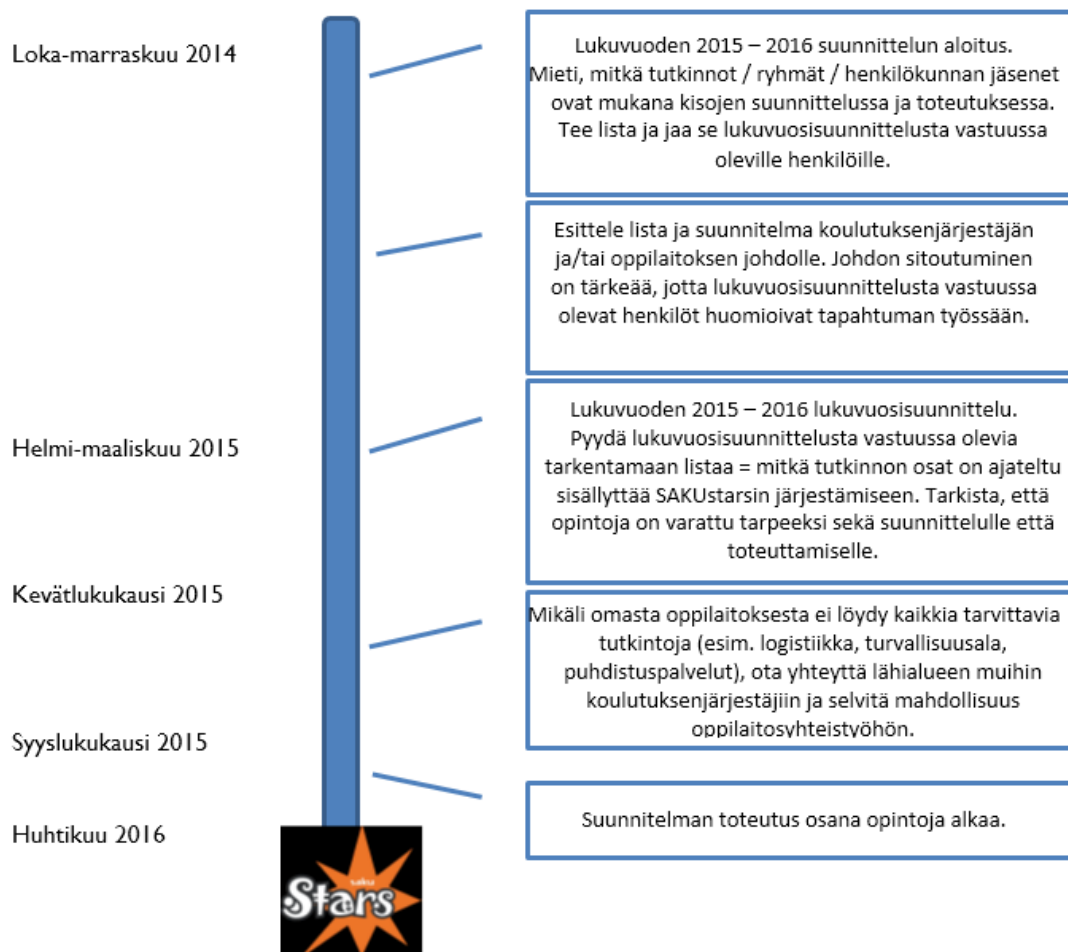 Loka-marraskuu 2014
Lukuvuoden 2015 – 2016 suunnittelun aloitus.
Mieti, mitkä tutkinnot / ryhmät / henkilökunnan jäsenet
ovat mukana kisojen suunnittelussa ja toteutuksessa.
Tee lista ja jaa se lukuvuosisuunnittelusta vastuussa
oleville henkilöille.
Esittele lista ja suunnitelma koulutuksenjärjestäjän
ja/tai oppilaitoksen johdolle. Johdon sitoutuminen
on tärkeää, jotta lukuvuosisuunnittelusta vastuussa
olevat henkilöt huomioivat tapahtuman työssään.
Helmi-maaliskuu 2015
Lukuvuoden 2015 – 2016 lukuvuosisuunnittelu.
Pyydä lukuvuosisuunnittelusta vastuussa olevia
tarkentamaan listaa = mitkä tutkinnon osat on ajateltu
sisällyttää SAKUstarsin järjestämiseen. Tarkista, että
opintoja on varattu tarpeeksi sekä suunnittelulle että
toteuttamiselle.
Kevätlukukausi 2015
Mikäli omasta oppilaitoksesta ei löydy kaikkia tarvittavia
tutkintoja (esim. logistiikka, turvallisuusala,
puhdistuspalvelut), ota yhteyttä lähialueen muihin
koulutuksenjärjestäjiin ja selvitä mahdollisuus
oppilaitosyhteistyöhön.
Syyslukukausi 2015
Suunnitelman toteutus osana opintoja alkaa.
Huhtikuu 2016
saku
Stars